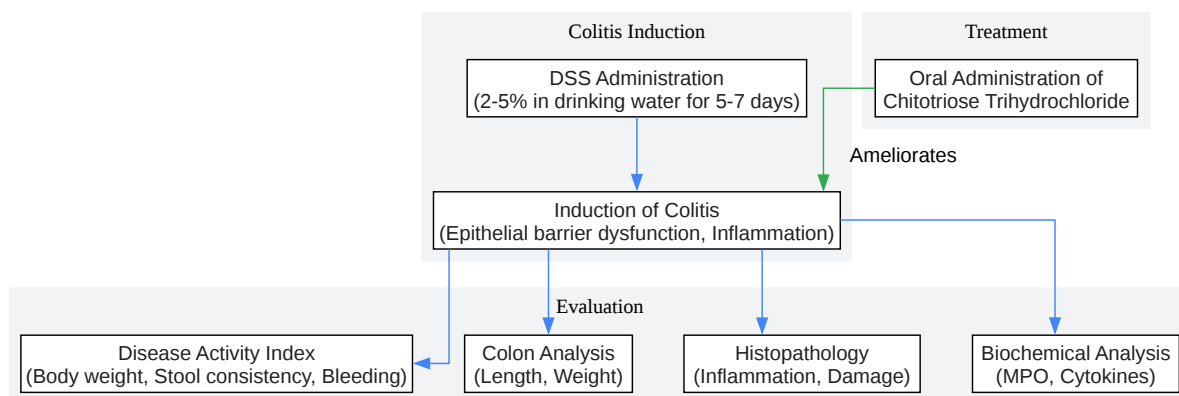 Colitis Induction
Treatment
DSS Administration
(2-5% in drinking water for 5-7 days)
Oral Administration of
Chitotriose Trihydrochloride
Ameliorates
Induction of Colitis
(Epithelial barrier dysfunction, Inflammation)
Evaluation
Disease Activity Index
(Body weight, Stool consistency, Bleeding)
Colon Analysis
(Length, Weight)
Histopathology
(Inflammation, Damage)
Biochemical Analysis
(MPO, Cytokines)